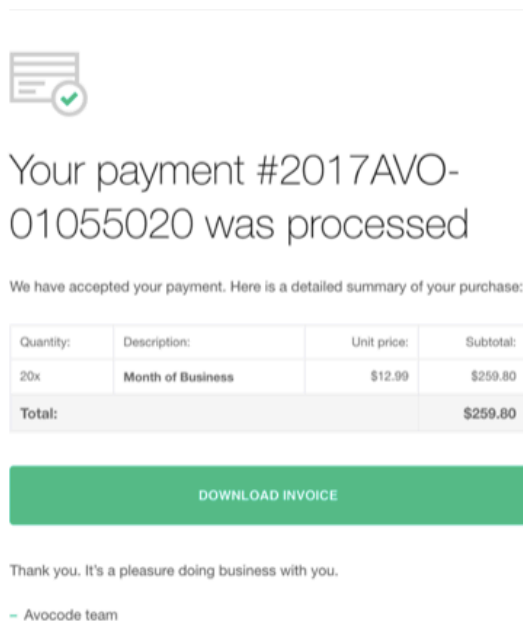 Your payment #2017AVO-
01055020 was processed
We have accepted your payment. Here is a detailed summary of your purchase:
Quantity: Description: Unit price: Subtotal:
20x Month of Business $12.99 $259.80
Total: $259.80
DOWNLOAD INVOICE
Thank you. It's a pleasure doing business with you.
– Avocode team